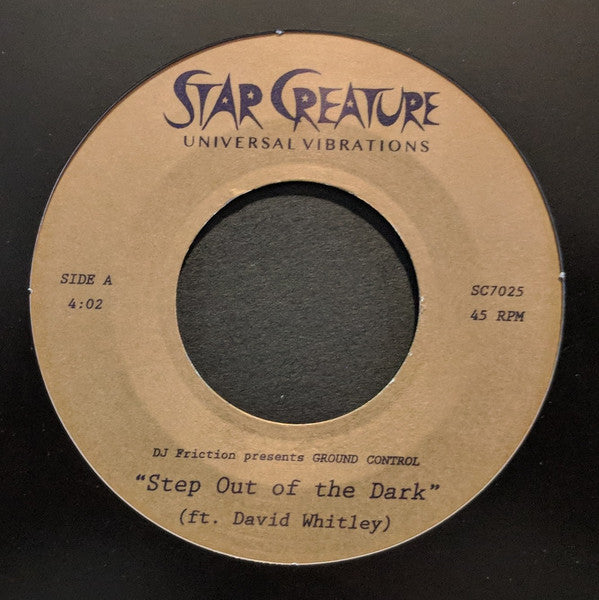 STAR CREATURE
UNIVERSAL VIBRATIONS
SIDE A
4:02
SC7025
45 RPM
DJ Friction presents GROUND CONTROL
“Step Out of the Dark”
(ft. David Whitley)